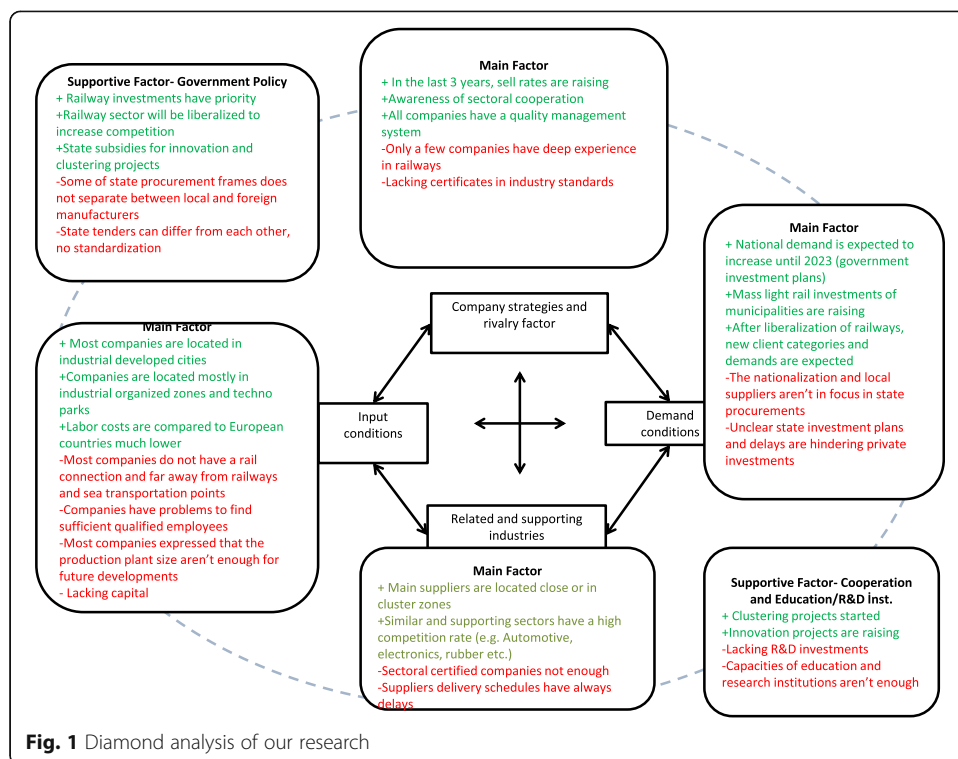 Supportive Factor- Government Policy
+ Railway investments have priority
+Railway sector will be liberalized to
increase competition
+State subsidies for innovation and
clustering projects
-Some of state procurement frames does
not separate between local and foreign
manufacturers
-State tenders can differ from each other,
no standardization
Main Factor
+ In the last 3 years, sell rates are raising
+Awareness of sectoral cooperation
+All companies have a quality management
system
-Only a few companies have deep experience
in railways
-Lacking certificates in industry standards
Main Factor
+ National demand is expected to
increase until 2023 (government
investment plans)
+Mass light rail investments of
municipalities are raising
+After liberalization of railways,
new client categories and
demands are expected
-The nationalization and local
suppliers aren't in focus in state
procurements
-Unclear state investment plans
and delays are hindering private
investments
Company strategies and
rivalry factor
Main Factor
+ Most companies are located in
industrial developed cities
+Companies are located mostly in
industrial organized zones and techno
parks
+Labor costs are compared to European
countries much lower
-Most companies do not have a rail
connection and far away from railways
and sea transportation points
-Companies have problems to find
sufficient qualified employees
-Most companies expressed that the
production plant size aren't enough for
future developments
- Lacking capital
Input
conditions
Demand
conditions
Related and supporting
industries
Main Factor
+ Main suppliers are located close or in
cluster zones
+Similar and supporting sectors have a high
competition rate (e.g. Automotive,
electronics, rubber etc.)
-Sectoral certified companies not enough
-Suppliers delivery schedules have always
delays
Supportive Factor- Cooperation
and Education/R&D İnst.
+ Clustering projects started
+Innovation projects are raising
-Lacking R&D investments
-Capacities of education and
research institutions aren't enough
Fig. 1 Diamond analysis of our research